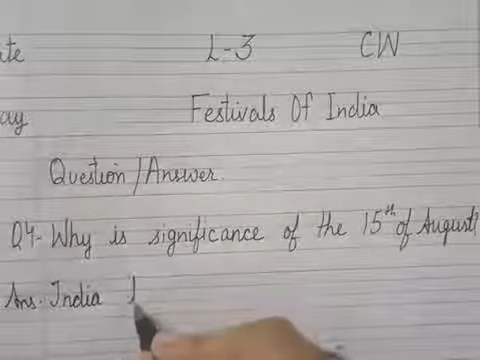 L-3 CW
Festivals Of India
Question/Answer.
Q4- Why is significance of the 15th of August?
Ans. India